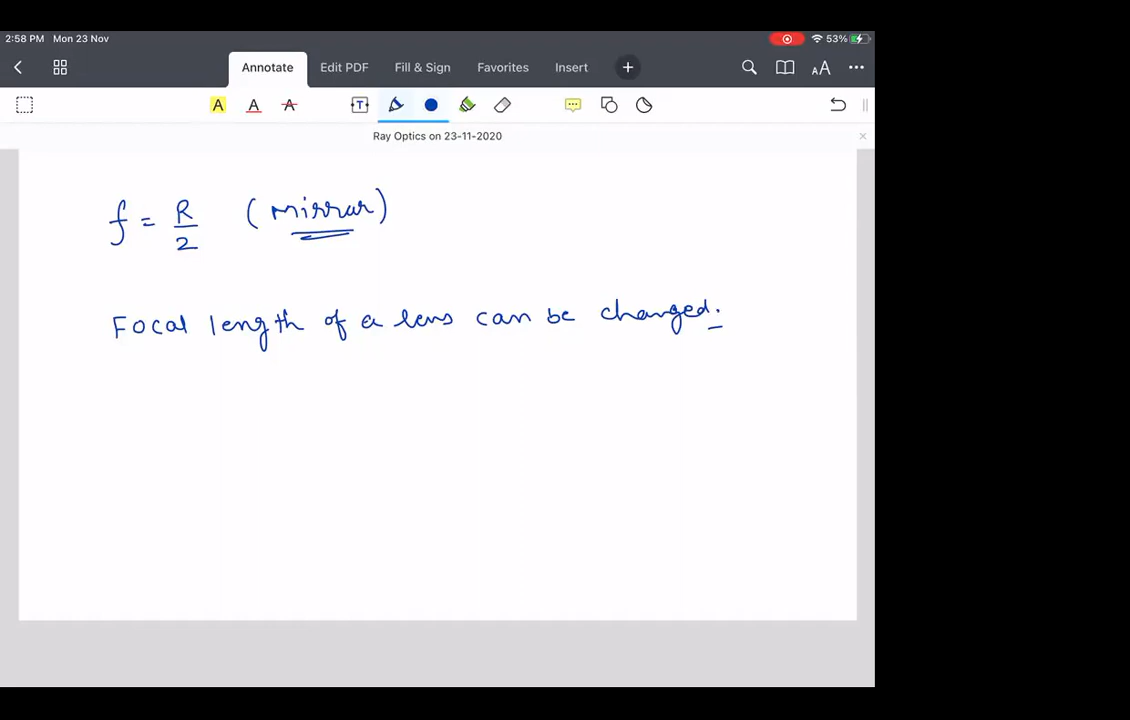 2:58 PM Mon 23 Nov 53%
Annotate Edit PDF Fill & Sign Favorites Insert
Ray Optics on 23-11-2020
f = R/2 (mirror)
Focal length of a lens can be changed.